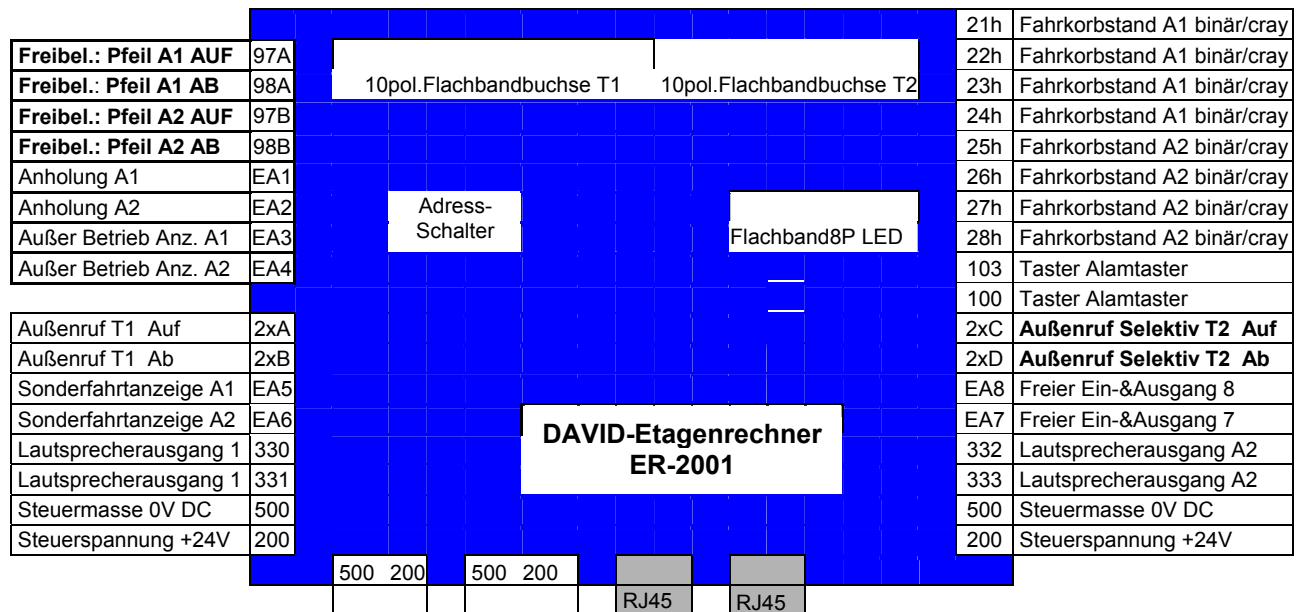 21h Fahrkorbstand A1 binär/cray
Freibel.: Pfeil A1 AUF 97A
22h Fahrkorbstand A1 binär/cray
Freibel.: Pfeil A1 AB 98A
10pol.Flachbandbuchse T1
10pol.Flachbandbuchse T2
23h Fahrkorbstand A1 binär/cray
Freibel.: Pfeil A2 AUF 97B
24h Fahrkorbstand A1 binär/cray
Freibel.: Pfeil A2 AB 98B
25h Fahrkorbstand A2 binär/cray
Anholung A1 EA1
26h Fahrkorbstand A2 binär/cray
Anholung A2 EA2
Adress-
Schalter
27h Fahrkorbstand A2 binär/cray
Außer Betrieb Anz. A1 EA3
Flachband8P LED
28h Fahrkorbstand A2 binär/cray
Außer Betrieb Anz. A2 EA4
103 Taster Alamtaster
100 Taster Alamtaster
Außenruf T1 Auf 2xA
2xC Außenruf Selektiv T2 Auf
Außenruf T1 Ab 2xB
2xD Außenruf Selektiv T2 Ab
Sonderfahrtanzeige A1 EA5
EA8 Freier Ein-&Ausgang 8
Sonderfahrtanzeige A2 EA6
DAVID-Etagenrechner
ER-2001
EA7 Freier Ein-&Ausgang 7
Lautsprecherausgang 1 330
332 Lautsprecherausgang A2
Lautsprecherausgang 1 331
333 Lautsprecherausgang A2
Steuermasse 0V DC 500
500 Steuermasse 0V DC
Steuerspannung +24V 200
200 Steuerspannung +24V
500 200
500 200
RJ45
RJ45